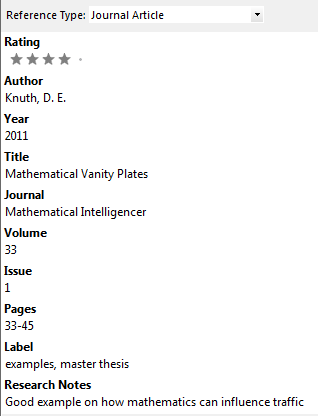 Reference Type: Journal Article
Rating
Author
Knuth, D. E.
Year
2011
Title
Mathematical Vanity Plates
Journal
Mathematical Intelligencer
Volume
33
Issue
1
Pages
33-45
Label
examples, master thesis
Research Notes
Good example on how mathematics can influence traffic